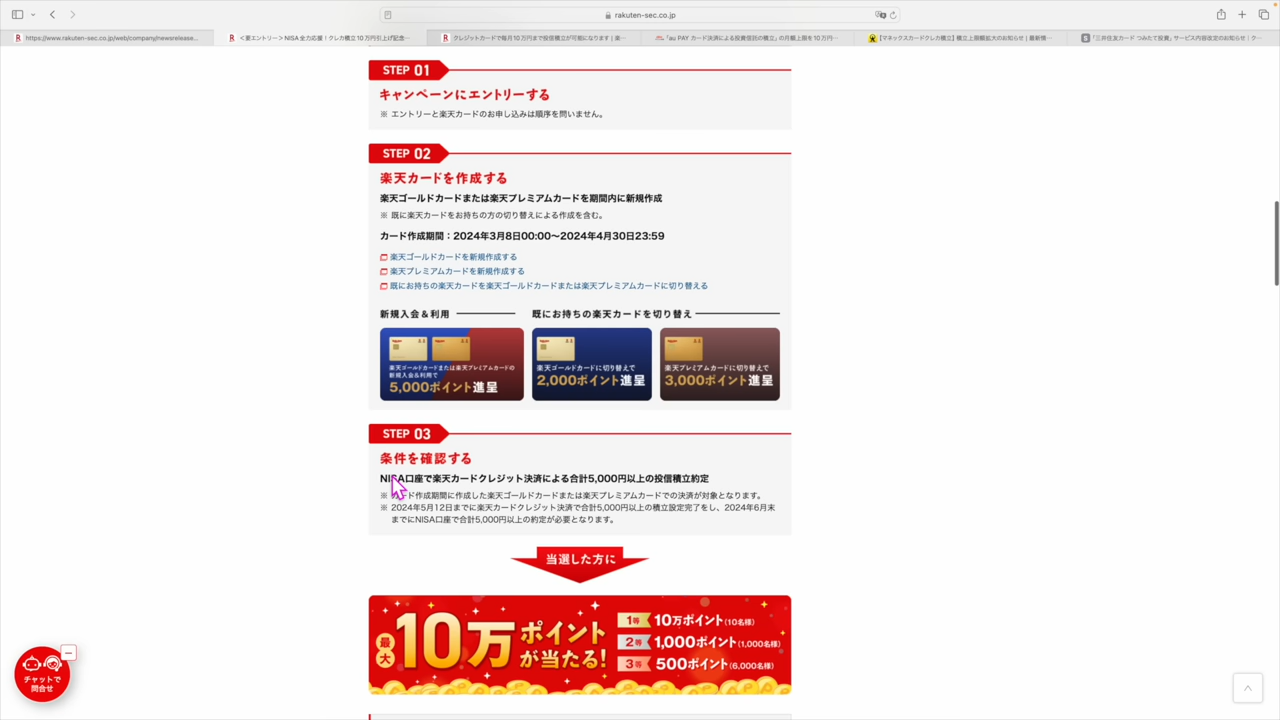 rakuten-sec.co.jp
https://www.rakuten-sec.co.jp/web/company/newsrelease...
<要エントリー> NISA 全力応援!クレカ積立10万円引上げ記念...
クレジットカードで毎月10万円まで投信積立が可能になります | 楽...
「au PAY カード決済による投資信託の積立」の月額上限を10万円...
【マネックスカードクレカ積立】積立上限額拡大のお知らせ | 最新情...
「三井住友カード つみたて投資」サービス内容改定のお知らせ:ク...
STEP 01
キャンペーンにエントリーする
※ エントリーと楽天カードのお申し込みは順序を問いません。
STEP 02
楽天カードを作成する
楽天ゴールドカードまたは楽天プレミアムカードを期間内に新規作成
※ 既に楽天カードをお持ちの方の切り替えによる作成を含む。
カード作成期間:2024年3月8日00:00〜2024年4月30日23:59
楽天ゴールドカードを新規作成する
楽天プレミアムカードを新規作成する
既にお持ちの楽天カードを楽天ゴールドカードまたは楽天プレミアムカードに切り替える
新規入会&利用
既にお持ちの楽天カードを切り替え
楽天ゴールドカードまたは楽天プレミアムカードの
新規入会&利用で
5,000ポイント進呈
楽天ゴールドカードに切り替えで
2,000ポイント進呈
楽天プレミアムカードに切り替えで
3,000ポイント進呈
STEP 03
条件を確認する
NISA口座で楽天カードクレジット決済による合計5,000円以上の投信積立約定
※ カード作成期間に作成した楽天ゴールドカードまたは楽天プレミアムカードでの決済が対象となります。
※ 2024年5月12日までに楽天カードクレジット決済で合計5,000円以上の積立設定完了をし、2024年6月末
までにNISA口座で合計5,000円以上の約定が必要となります。
当選した方に
最大10万ポイントが当たる!
1等 10万ポイント(10名様)
2等 1,000ポイント(1,000名様)
3等 500ポイント(6,000名様)
チャットで
問合せ